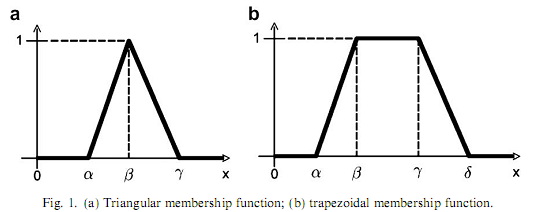 a
b
1
1
0 α β γ x
0 α β γ δ x
Fig. 1. (a) Triangular membership function; (b) trapezoidal membership function.